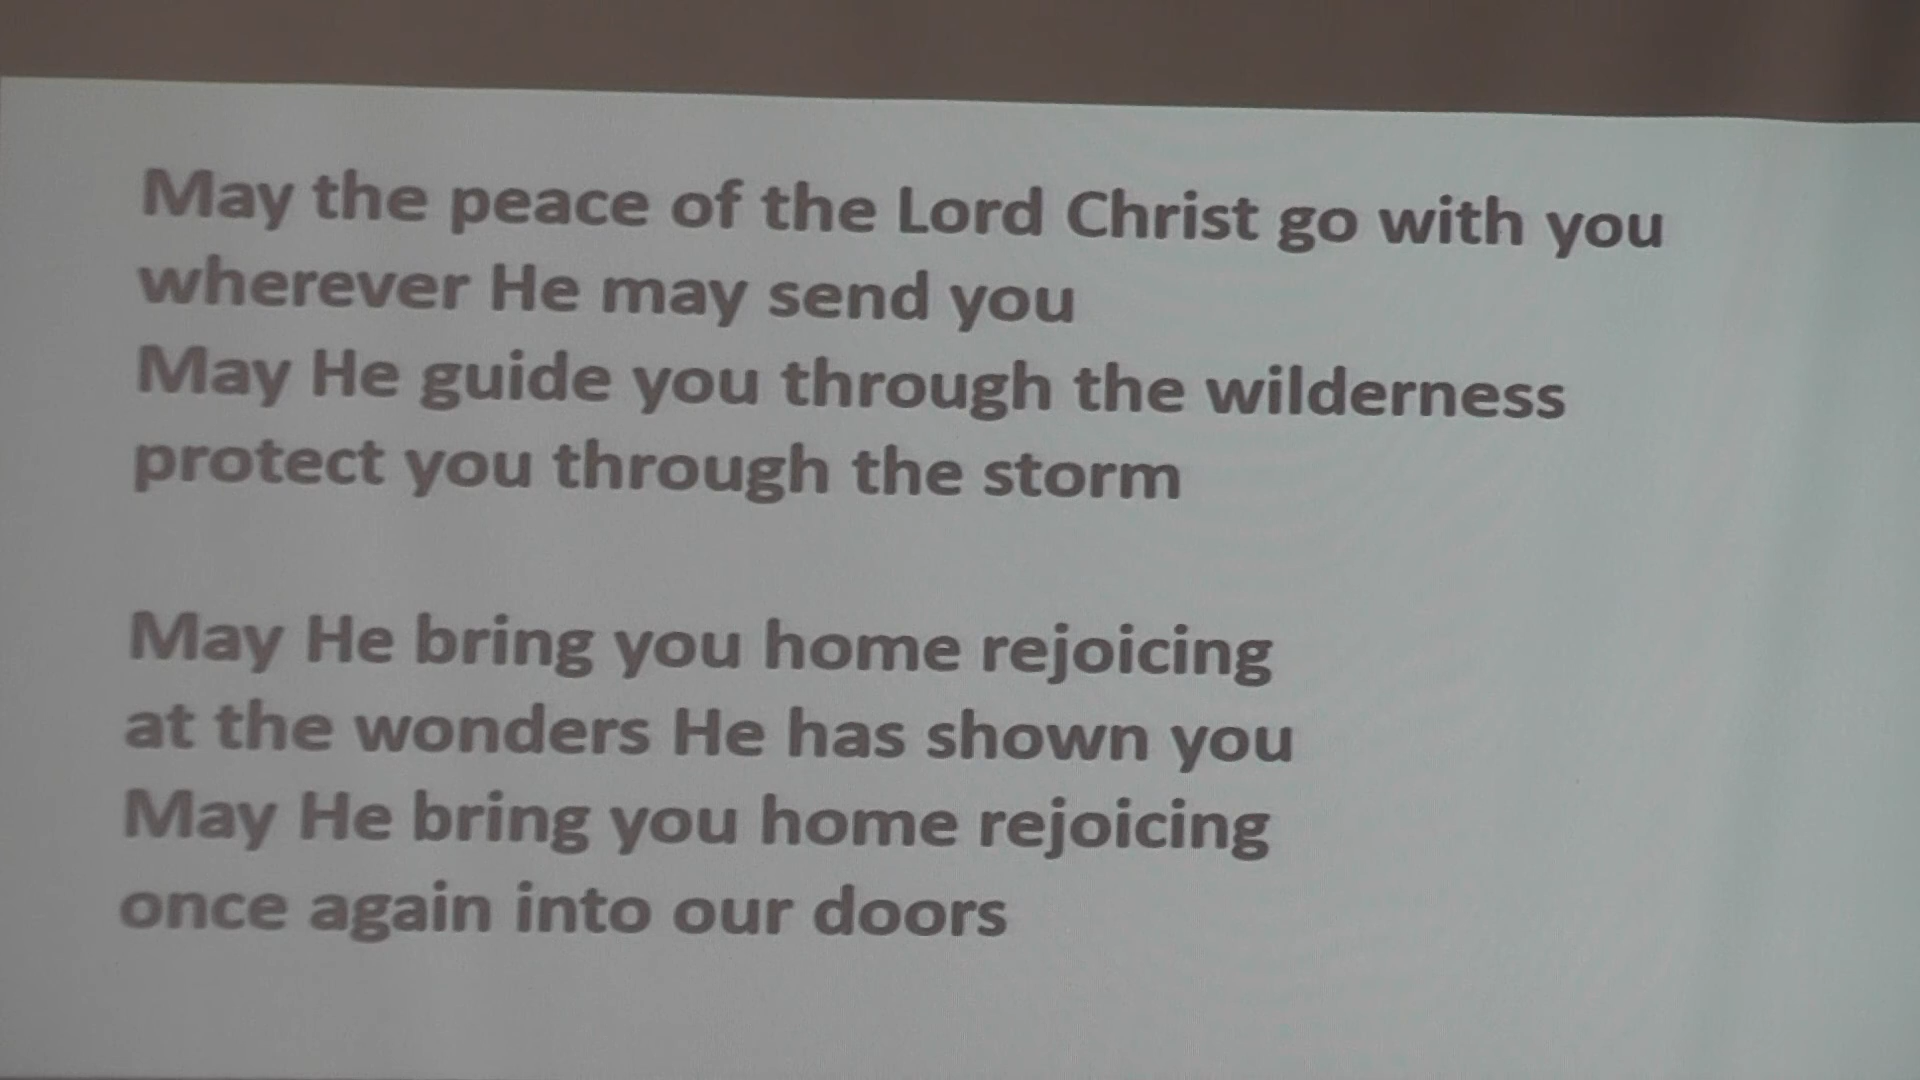 May the peace of the Lord Christ go with you
wherever He may send you
May He guide you through the wilderness
protect you through the storm
May He bring you home rejoicing
at the wonders He has shown you
May He bring you home rejoicing
once again into our doors